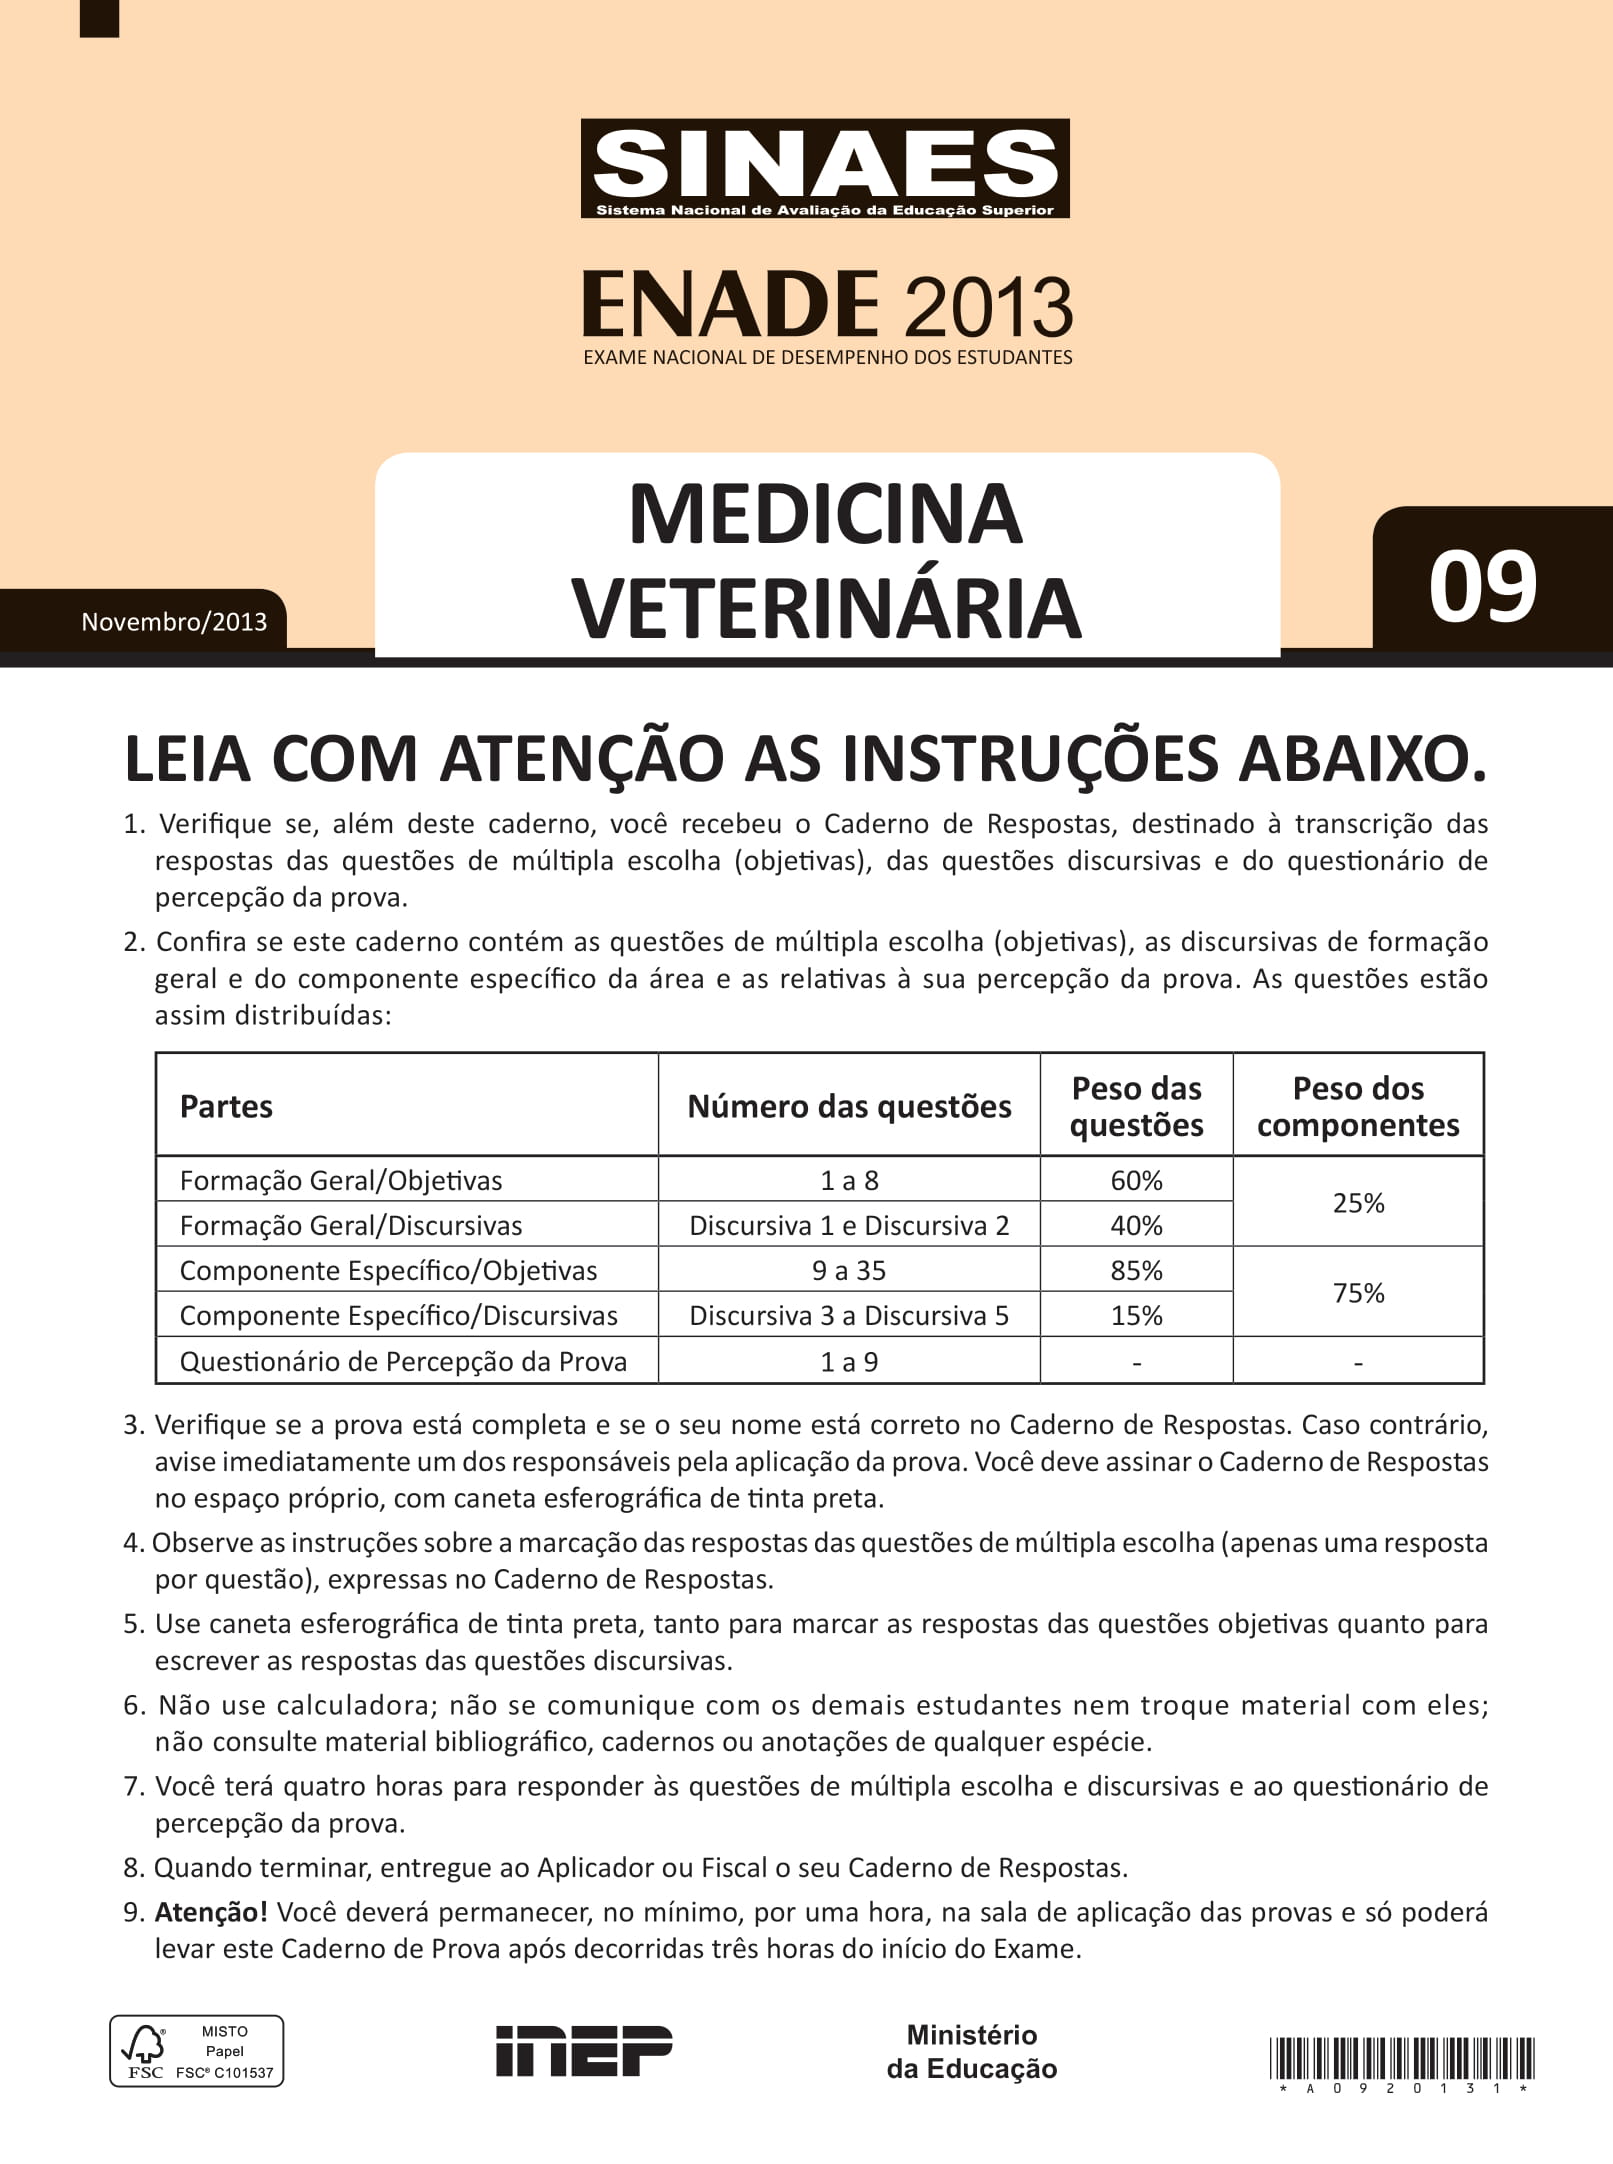 SINAES
Sistema Nacional de Avaliação da Educação Superior
ENADE 2013
EXAME NACIONAL DE DESEMPENHO DOS ESTUDANTES
MEDICINA
VETERINÁRIA
09
Novembro/2013
LEIA COM ATENÇÃO AS INSTRUÇÕES ABAIXO.
1. Verifique se, além deste caderno, você recebeu o Caderno de Respostas, destinado à transcrição das
respostas das questões de múltipla escolha (objetivas), das questões discursivas e do questionário de
percepção da prova.
2. Confira se este caderno contém as questões de múltipla escolha (objetivas), as discursivas de formação
geral e do componente específico da área e as relativas à sua percepção da prova. As questões estão
assim distribuídas:
Partes Número das questões Peso das questões Peso dos componentes
Formação Geral/Objetivas 1 a 8 60% 25%
Formação Geral/Discursivas Discursiva 1 e Discursiva 2 40%
Componente Específico/Objetivas 9 a 35 85% 75%
Componente Específico/Discursivas Discursiva 3 a Discursiva 5 15%
Questionário de Percepção da Prova 1 a 9 - -
3. Verifique se a prova está completa e se o seu nome está correto no Caderno de Respostas. Caso contrário,
avise imediatamente um dos responsáveis pela aplicação da prova. Você deve assinar o Caderno de Respostas
no espaço próprio, com caneta esferográfica de tinta preta.
4. Observe as instruções sobre a marcação das respostas das questões de múltipla escolha (apenas uma resposta
por questão), expressas no Caderno de Respostas.
5. Use caneta esferográfica de tinta preta, tanto para marcar as respostas das questões objetivas quanto para
escrever as respostas das questões discursivas.
6. Não use calculadora; não se comunique com os demais estudantes nem troque material com eles;
não consulte material bibliográfico, cadernos ou anotações de qualquer espécie.
7. Você terá quatro horas para responder às questões de múltipla escolha e discursivas e ao questionário de
percepção da prova.
8. Quando terminar, entregue ao Aplicador ou Fiscal o seu Caderno de Respostas.
9. Atenção! Você deverá permanecer, no mínimo, por uma hora, na sala de aplicação das provas e só poderá
levar este Caderno de Prova após decorridas três horas do início do Exame.
®
FSC
MISTO
Papel
FSC® C101537
INEP
Ministério
da Educação
* A 0 9 2 0 1 3 1 *